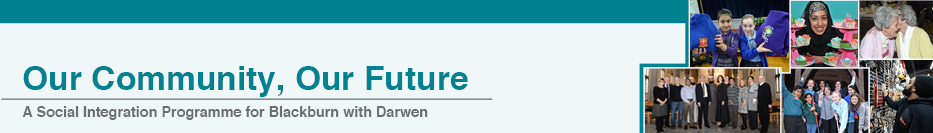 Our Community, Our Future
A Social Integration Programme for Blackburn with Darwen